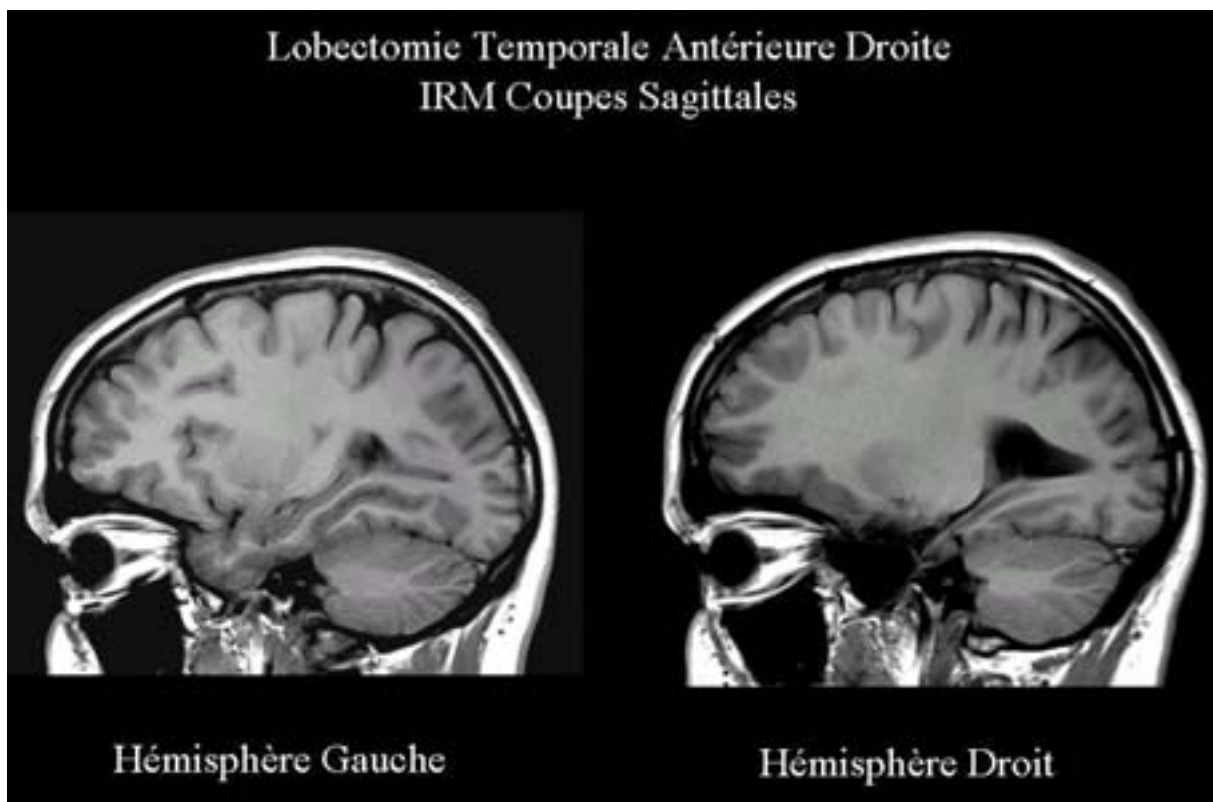 Lobectomie Temporale Antérieure Droite
IRM Coupes Sagittales
Hémisphère Gauche
Hémisphère Droit